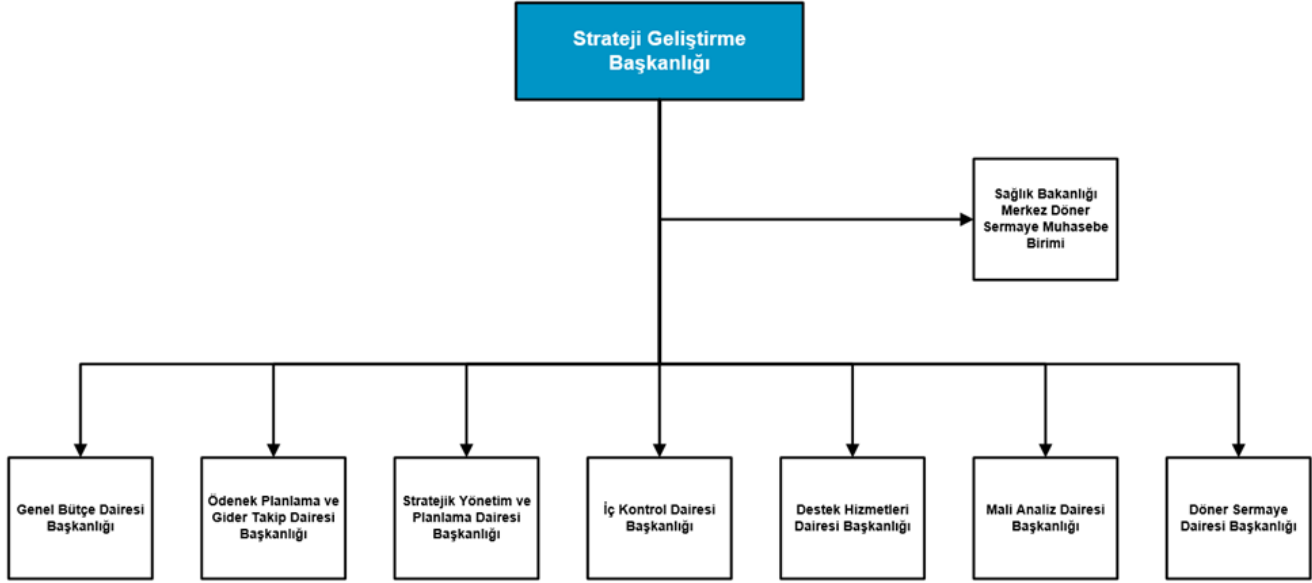 Strateji Geliştirme
Başkanlığı
Sağlık Bakanlığı
Merkez Döner
Sermaye Muhasebe
Birimi
Genel Bütçe Dairesi
Başkanlığı
Ödenek Planlama ve
Gider Takip Dairesi
Başkanlığı
Stratejik Yönetim ve
Planlama Dairesi
Başkanlığı
İç Kontrol Dairesi
Başkanlığı
Destek Hizmetleri
Dairesi Başkanlığı
Mali Analiz Dairesi
Başkanlığı
Döner Sermaye
Dairesi Başkanlığı